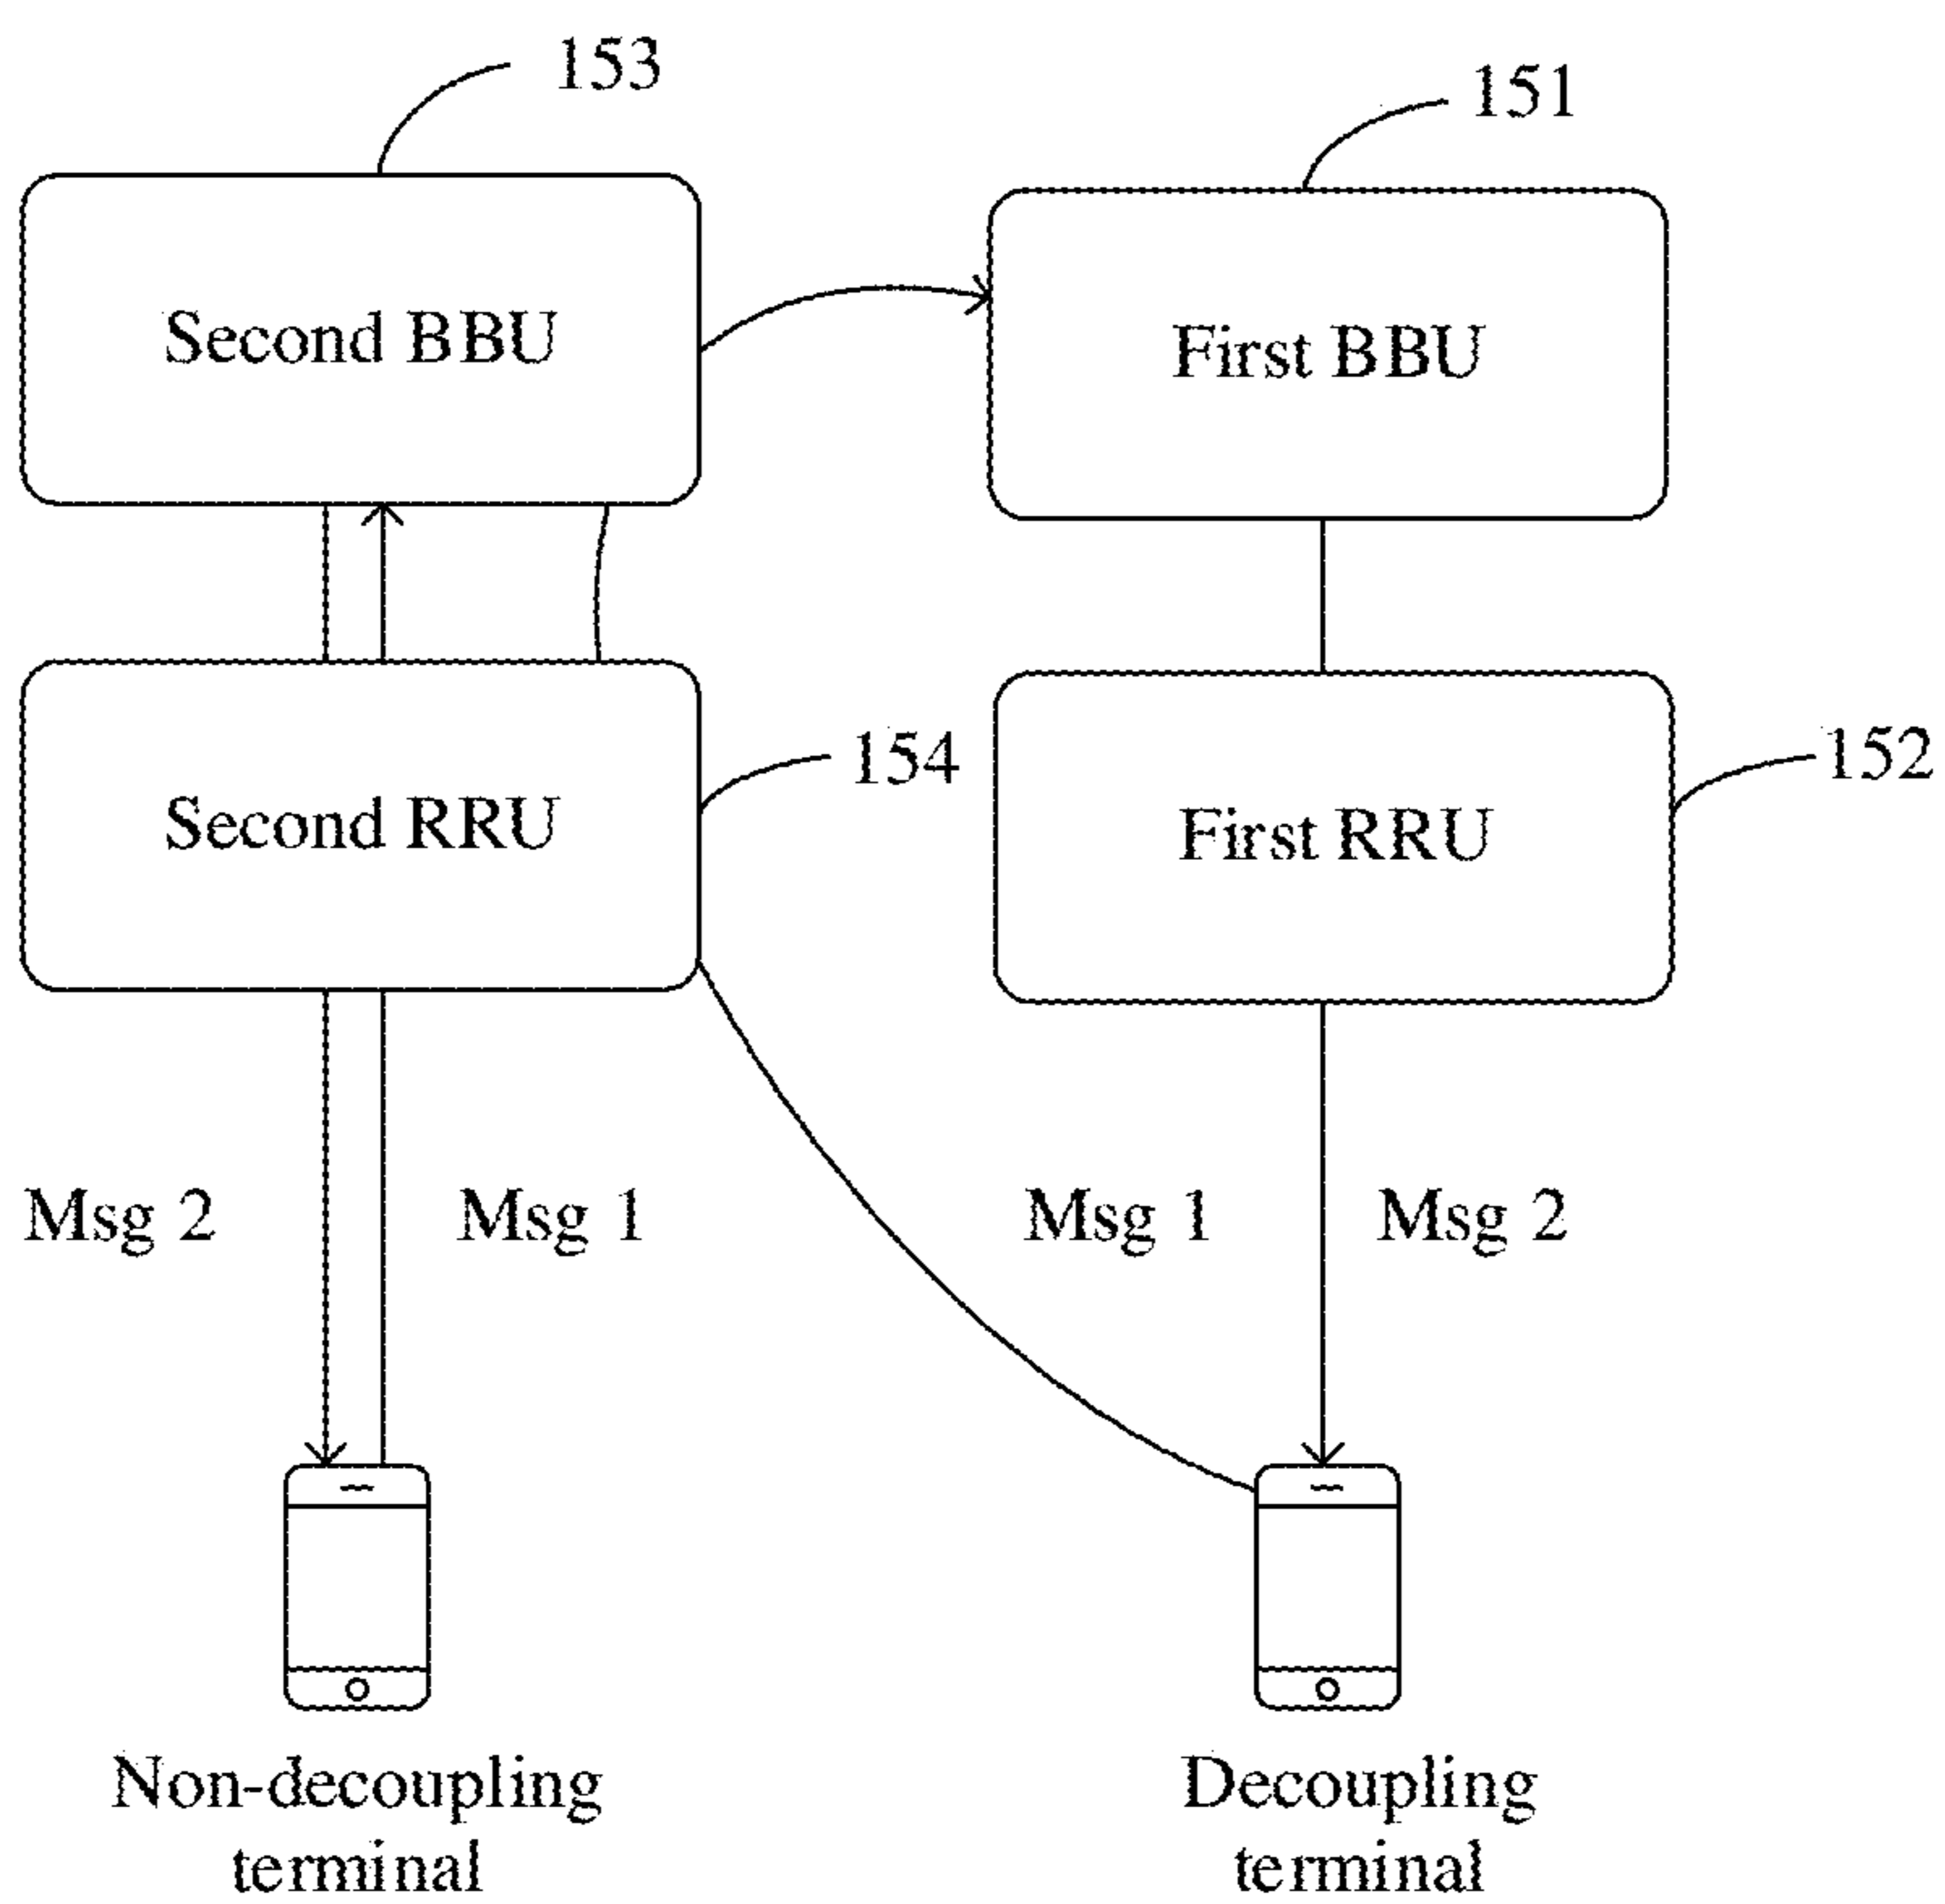 153
151
Second BBU
First BBU
154
152
Second RRU
First RRU
Msg 2
Msg 1
Msg 1
Msg 2
Non-decoupling
terminal
Decoupling
terminal